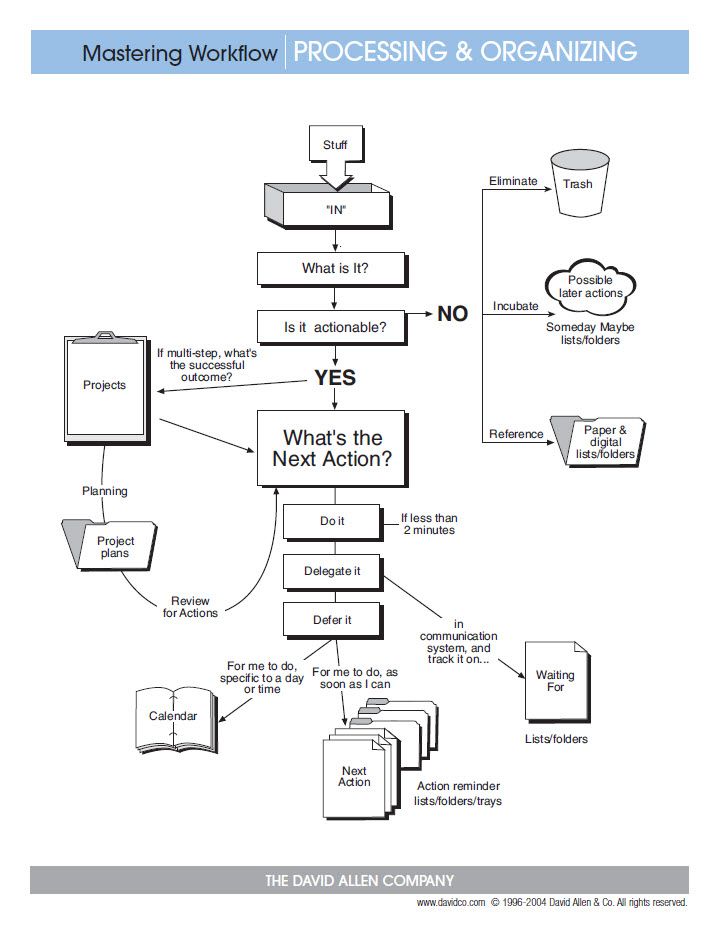 Mastering Workflow PROCESSING & ORGANIZING
Stuff
"IN"
What is It?
Is it actionable?
NO
YES
Eliminate
Trash
Incubate
Possible
later actions
Someday Maybe
lists/folders
Reference
Paper &
digital
lists/folders
If multi-step, what's
the successful
outcome?
Projects
What's the
Next Action?
Planning
Project
plans
Review
for Actions
Do it
If less than
2 minutes
Delegate it
Defer it
in
communication
system, and
track it on...
Waiting
For
Lists/folders
For me to do,
specific to a day
or time
For me to do, as
soon as I can
Calendar
Next
Action
Action reminder
lists/folders/trays
THE DAVID ALLEN COMPANY
www.davidco.com © 1996-2004 David Allen & Co. All rights reserved.